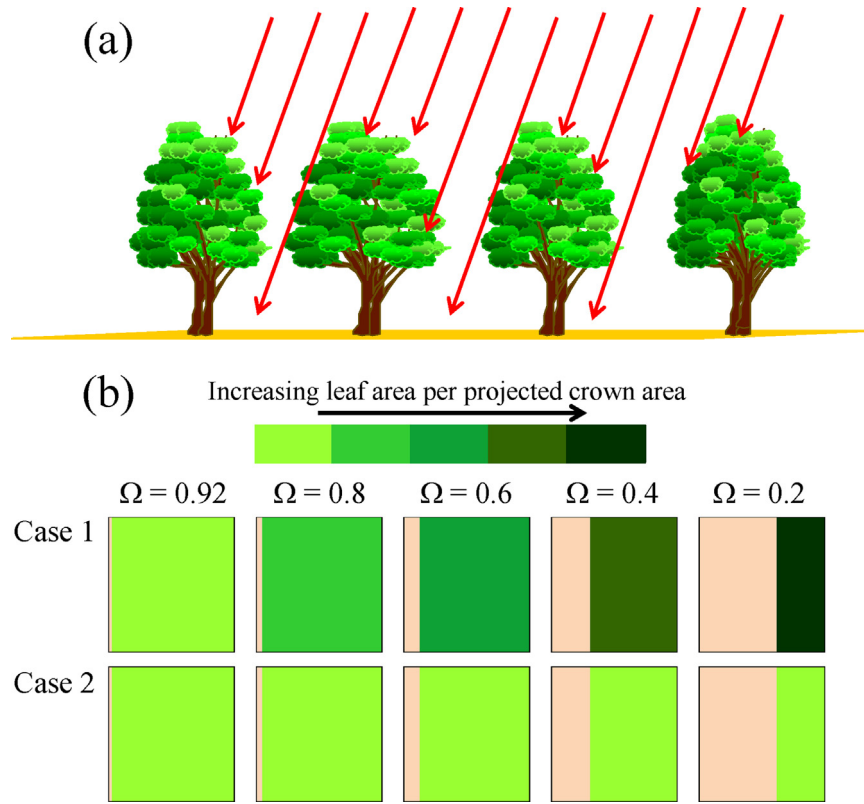 (a)
(b)
Increasing leaf area per projected crown area
Ω = 0.92 Ω = 0.8 Ω = 0.6 Ω = 0.4 Ω = 0.2
Case 1
Case 2